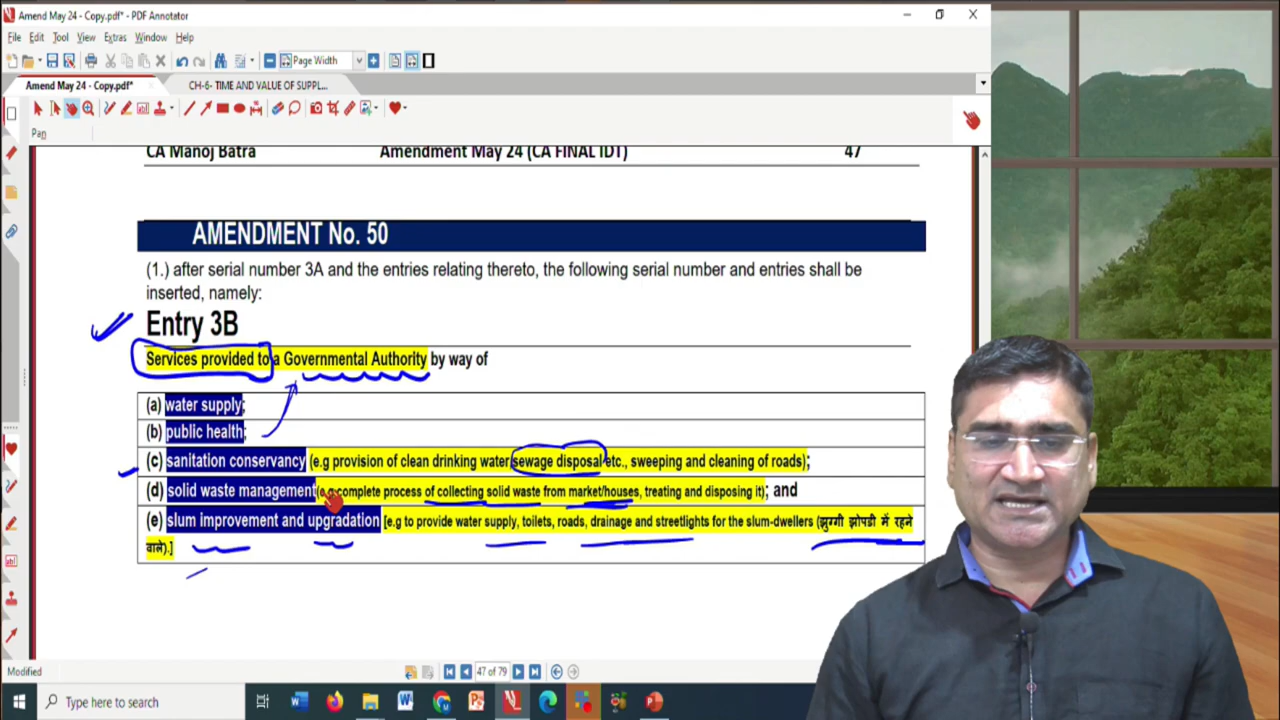 Amend May 24 - Copy.pdf* - PDF Annotator
File Edit Tool View Extras Window Help
Page Width
Amend May 24 - Copy.pdf* CH-6- TIME AND VALUE OF SUPPL...
Pan
CA Manoj Batra Amendment May 24 (CA FINAL IDT) 47
AMENDMENT No. 50
(1.) after serial number 3A and the entries relating thereto, the following serial number and entries shall be
inserted, namely:
Entry 3B
Services provided to a Governmental Authority by way of
(a) water supply;
(b) public health;
(c) sanitation conservancy (e.g provision of clean drinking water sewage disposal etc., sweeping and cleaning of roads);
(d) solid waste management (e.g complete process of collecting solid waste from market/houses, treating and disposing it); and
(e) slum improvement and upgradation [e.g to provide water supply, toilets, roads, drainage and streetlights for the slum-dwellers (झुग्गी झोपडी में रहने
वाले).]
Modified 47 of 79
Type here to search